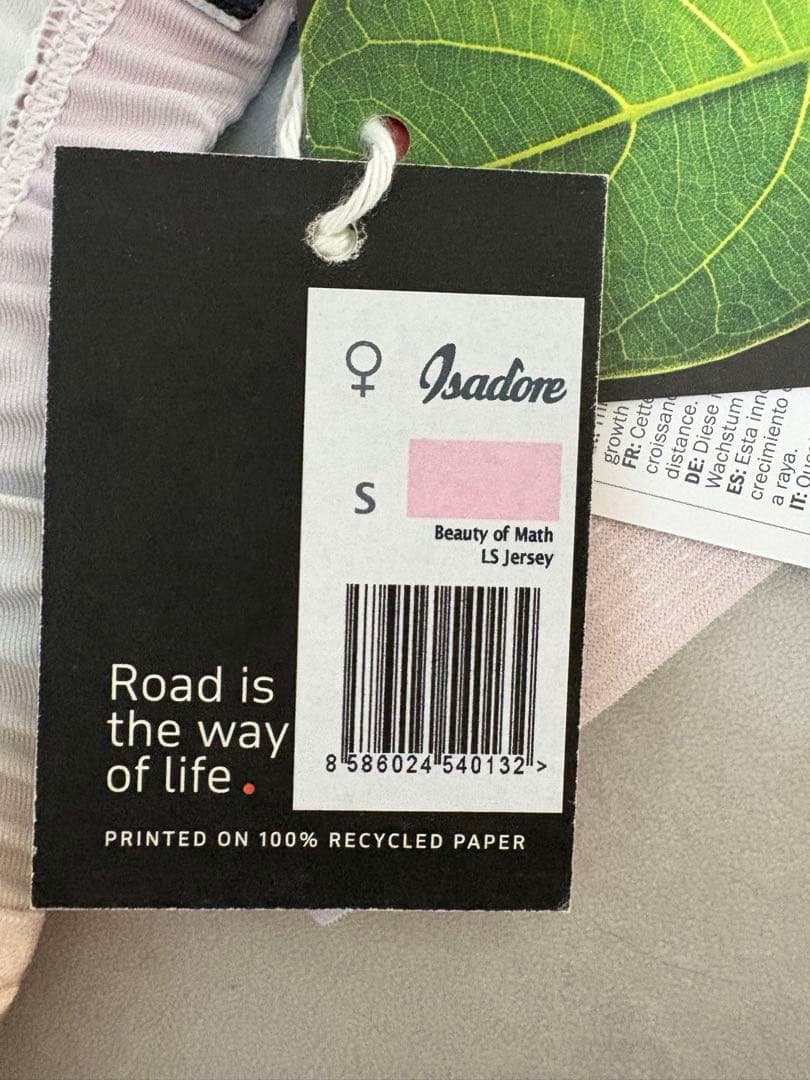 ♀ Isadore
S
Beauty of Math
LS Jersey
8 586024 540132 >
Road is
the way
of life.
PRINTED ON 100% RECYCLED PAPER
growth
FR: Cette
croissan
distance.
DE: Diese
Wachstum
ES: Esta inn
crecimiento
a raya.
IT: